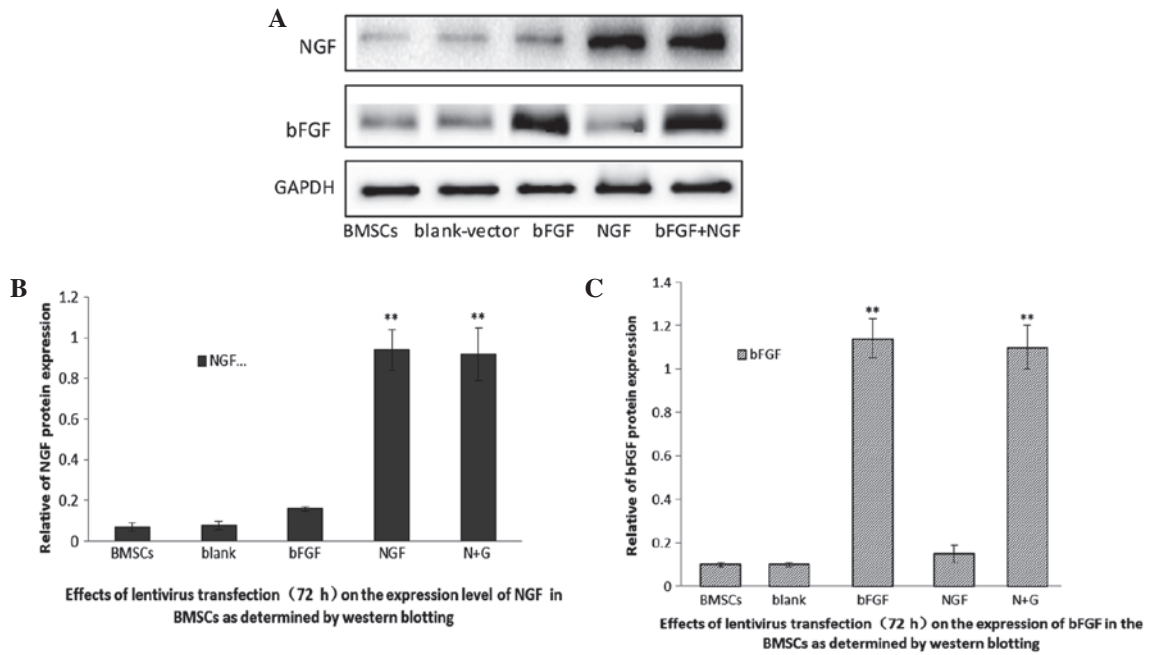 A
NGF
bFGF
GAPDH
BMSCs blank-vector bFGF NGF bFGF+NGF
B
Relative of NGF protein expression
1.2
1
0.8
0.6
0.4
0.2
0
NGF...
**
**
BMSCs blank bFGF NGF N+G
Effects of lentivirus transfection (72 h) on the expression level of NGF in
BMSCs as determined by western blotting
C
Relative of bFGF protein expression
1.4
1.2
1
0.8
0.6
0.4
0.2
0
bFGF
**
**
BMSCs blank bFGF NGF N+G
Effects of lentivirus transfection (72 h) on the expression of bFGF in the
BMSCs as determined by western blotting